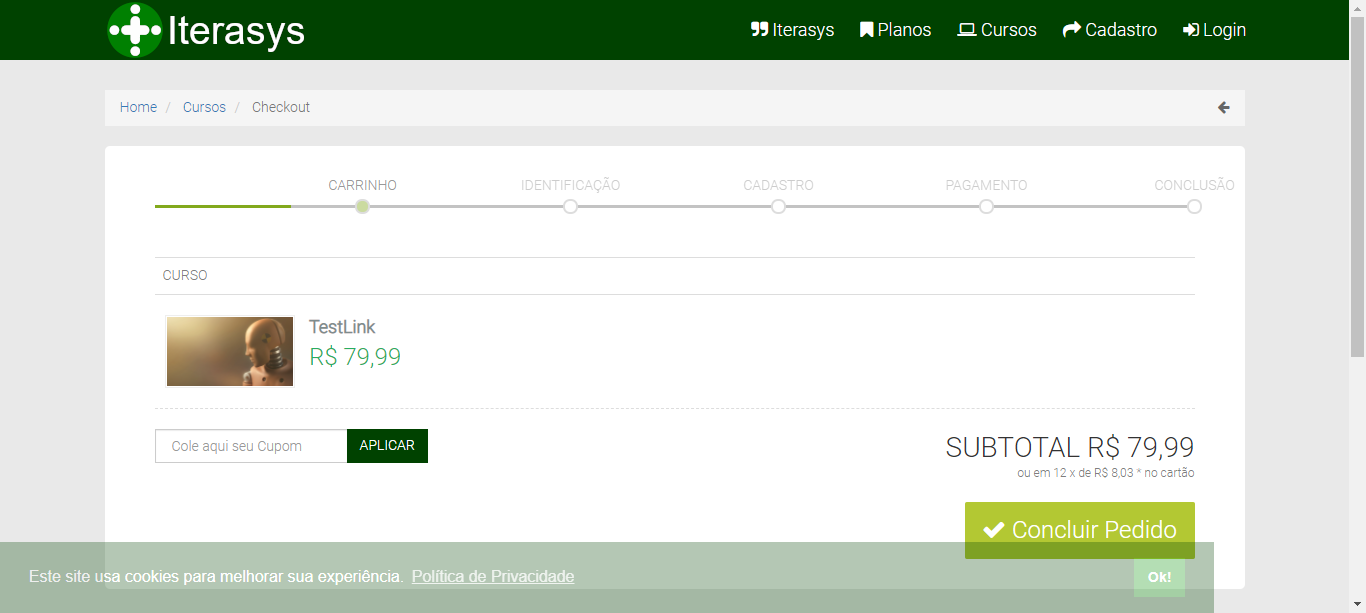 Iterasys
Iterasys Planos Cursos Cadastro Login
Home / Cursos / Checkout
CARRINHO IDENTIFICAÇÃO CADASTRO PAGAMENTO CONCLUSÃO
CURSO
TestLink
R$ 79,99
Cole aqui seu Cupom APLICAR
SUBTOTAL R$ 79,99
ou em 12 x de R$ 8,03 * no cartão
Concluir Pedido
Este site usa cookies para melhorar sua experiência. Política de Privacidade Ok!